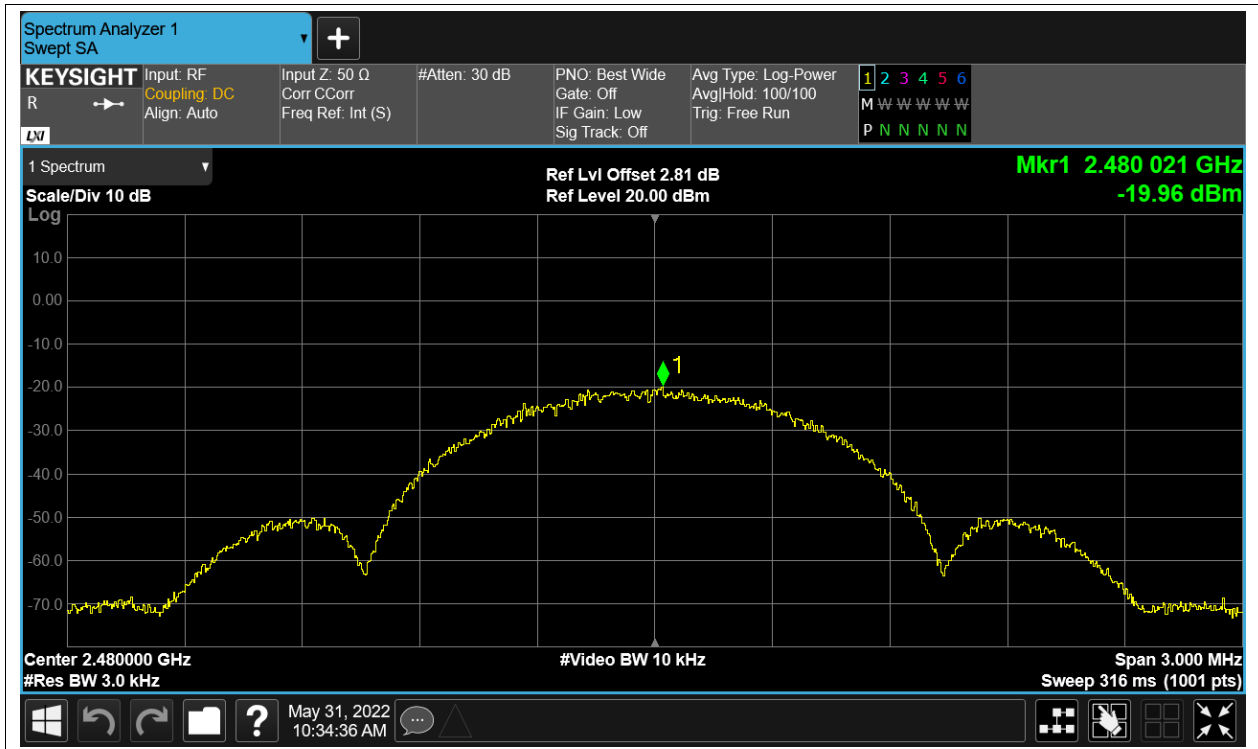 Spectrum Analyzer 1
Swept SA
+
KEYSIGHT
R
LXI
Input: RF
Coupling: DC
Align: Auto
Input Z: 50 Ω
Corr CCorr
Freq Ref: Int (S)
#Atten: 30 dB
PNO: Best Wide
Gate: Off
IF Gain: Low
Sig Track: Off
Avg Type: Log-Power
Avg|Hold: 100/100
Trig: Free Run
1 2 3 4 5 6
M W W W W W
P N N N N N
1 Spectrum
Scale/Div 10 dB
Log
Ref Lvl Offset 2.81 dB
Ref Level 20.00 dBm
Mkr1 2.480 021 GHz
-19.96 dBm
10.0
0.00
-10.0
1
-20.0
-30.0
-40.0
-50.0
-60.0
-70.0
Center 2.480000 GHz
#Video BW 10 kHz
Span 3.000 MHz
#Res BW 3.0 kHz
Sweep 316 ms (1001 pts)
?
May 31, 2022
10:34:36 AM